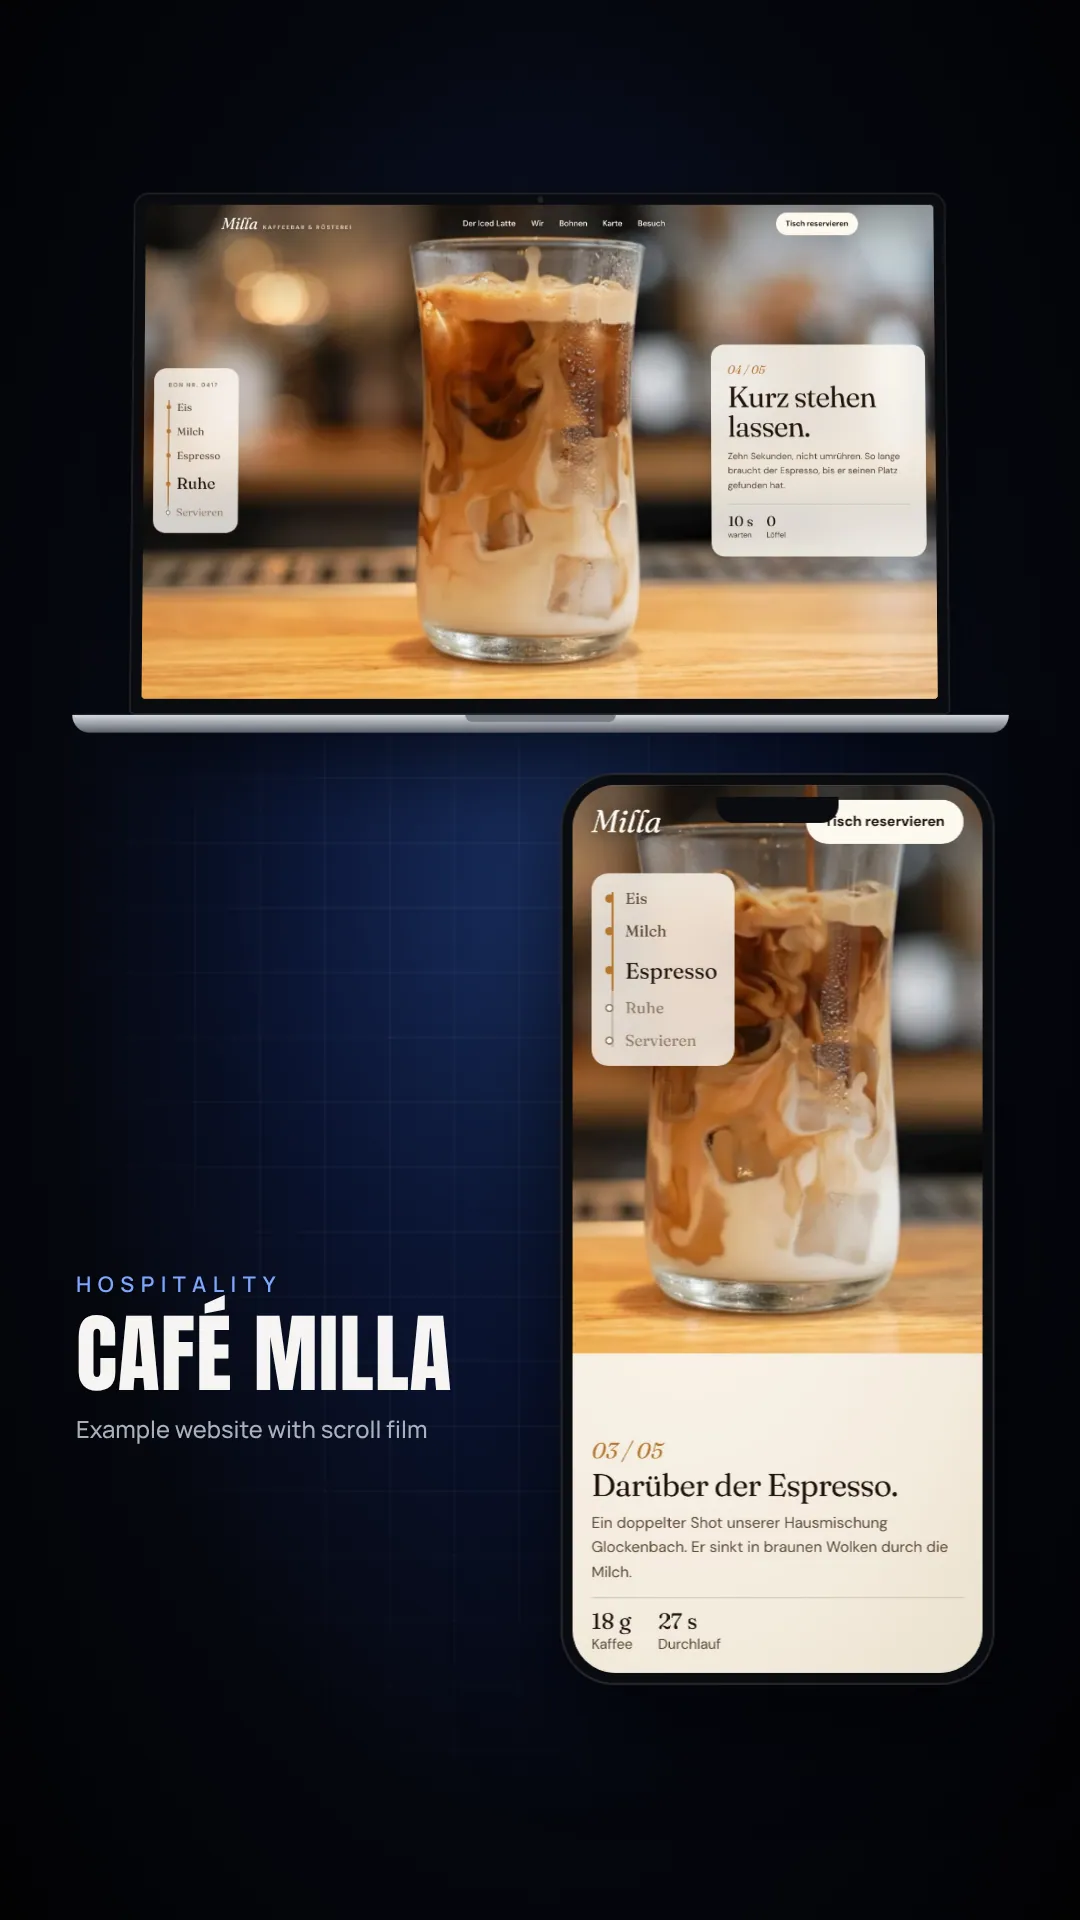 Milla KAFFEEBAR & RÖSTEREI
Der Iced Latte Wir Bohnen Karte Besuch
Tisch reservieren
BON NR. 0417
Eis
Milch
Espresso
Ruhe
Servieren
04 / 05
Kurz stehen
lassen.
Zehn Sekunden, nicht umrühren. So lange
braucht der Espresso, bis er seinen Platz
gefunden hat.
10 s 0
warten Löffel
Milla
Tisch reservieren
Eis
Milch
Espresso
Ruhe
Servieren
03 / 05
Darüber der Espresso.
Ein doppelter Shot unserer Hausmischung
Glockenbach. Er sinkt in braunen Wolken durch die
Milch.
18 g 27 s
Kaffee Durchlauf
HOSPITALITY
CAFÉ MILLA
Example website with scroll film